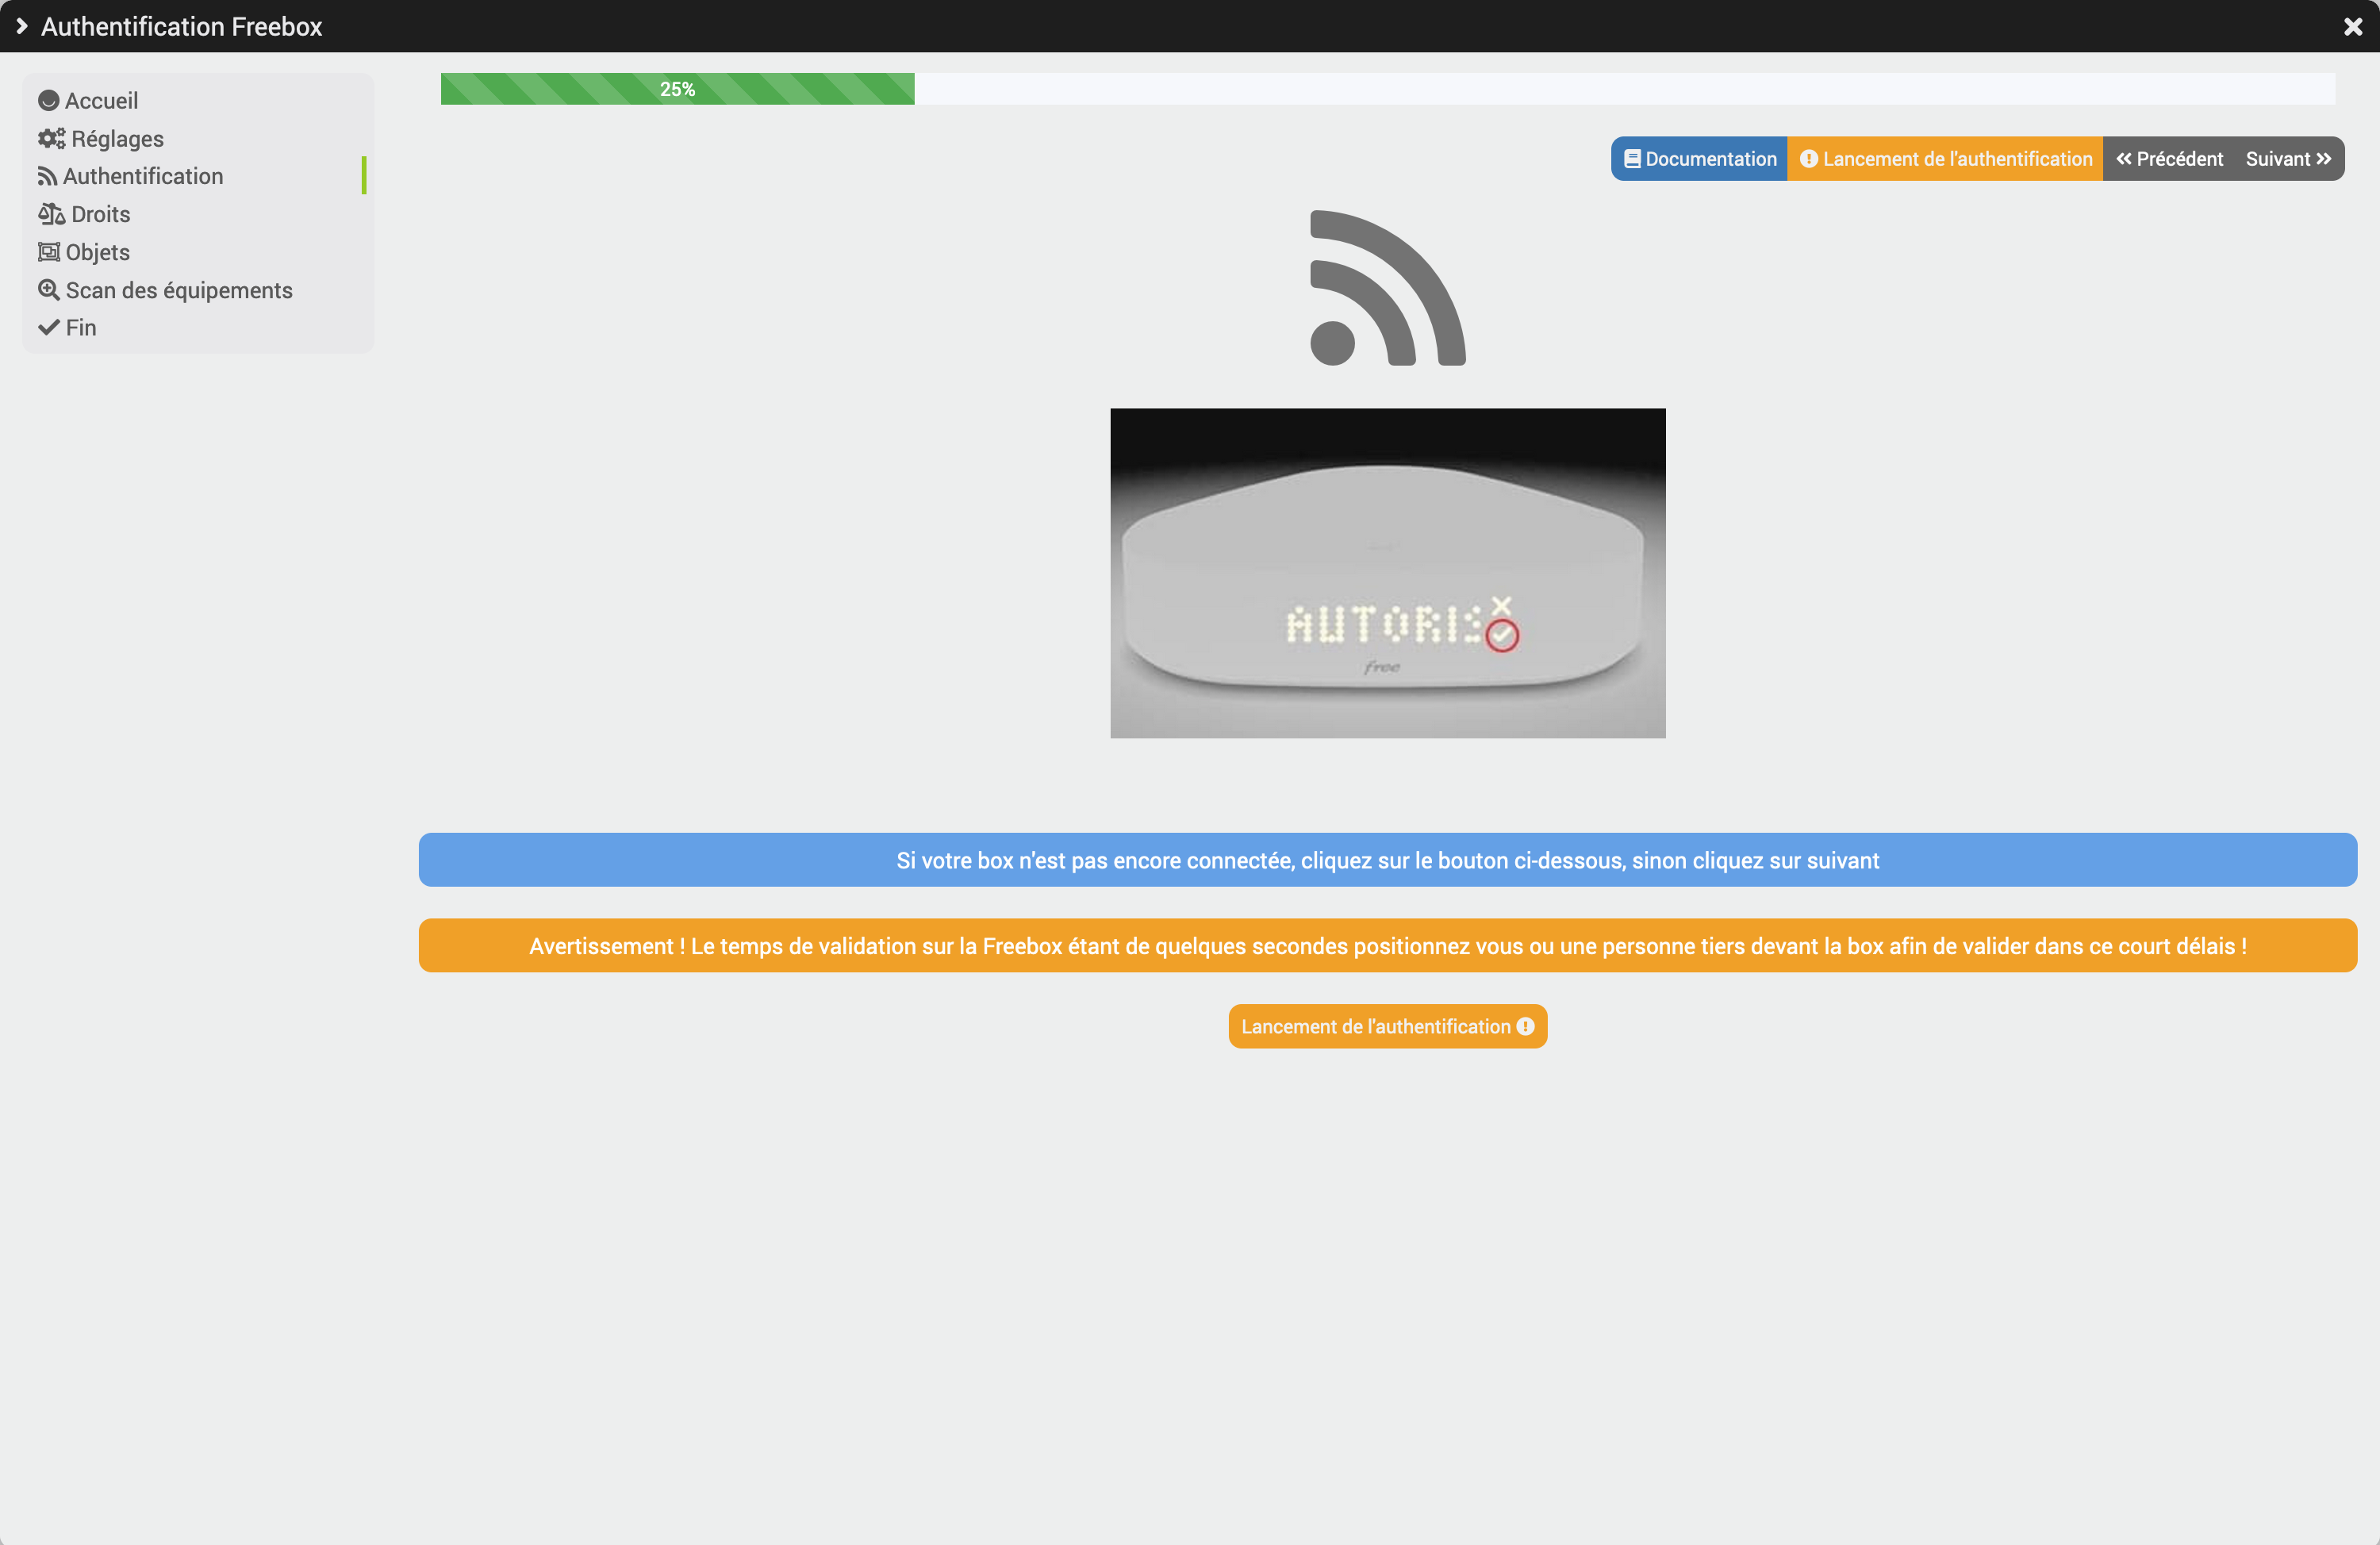 Authentification Freebox
Accueil
Réglages
Authentification
Droits
Objets
Scan des équipements
Fin
25%
Documentation
Lancement de l'authentification
Précédent
Suivant
AUTORIS
free
Si votre box n'est pas encore connectée, cliquez sur le bouton ci-dessous, sinon cliquez sur suivant
Avertissement ! Le temps de validation sur la Freebox étant de quelques secondes positionnez vous ou une personne tiers devant la box afin de valider dans ce court délais !
Lancement de l'authentification